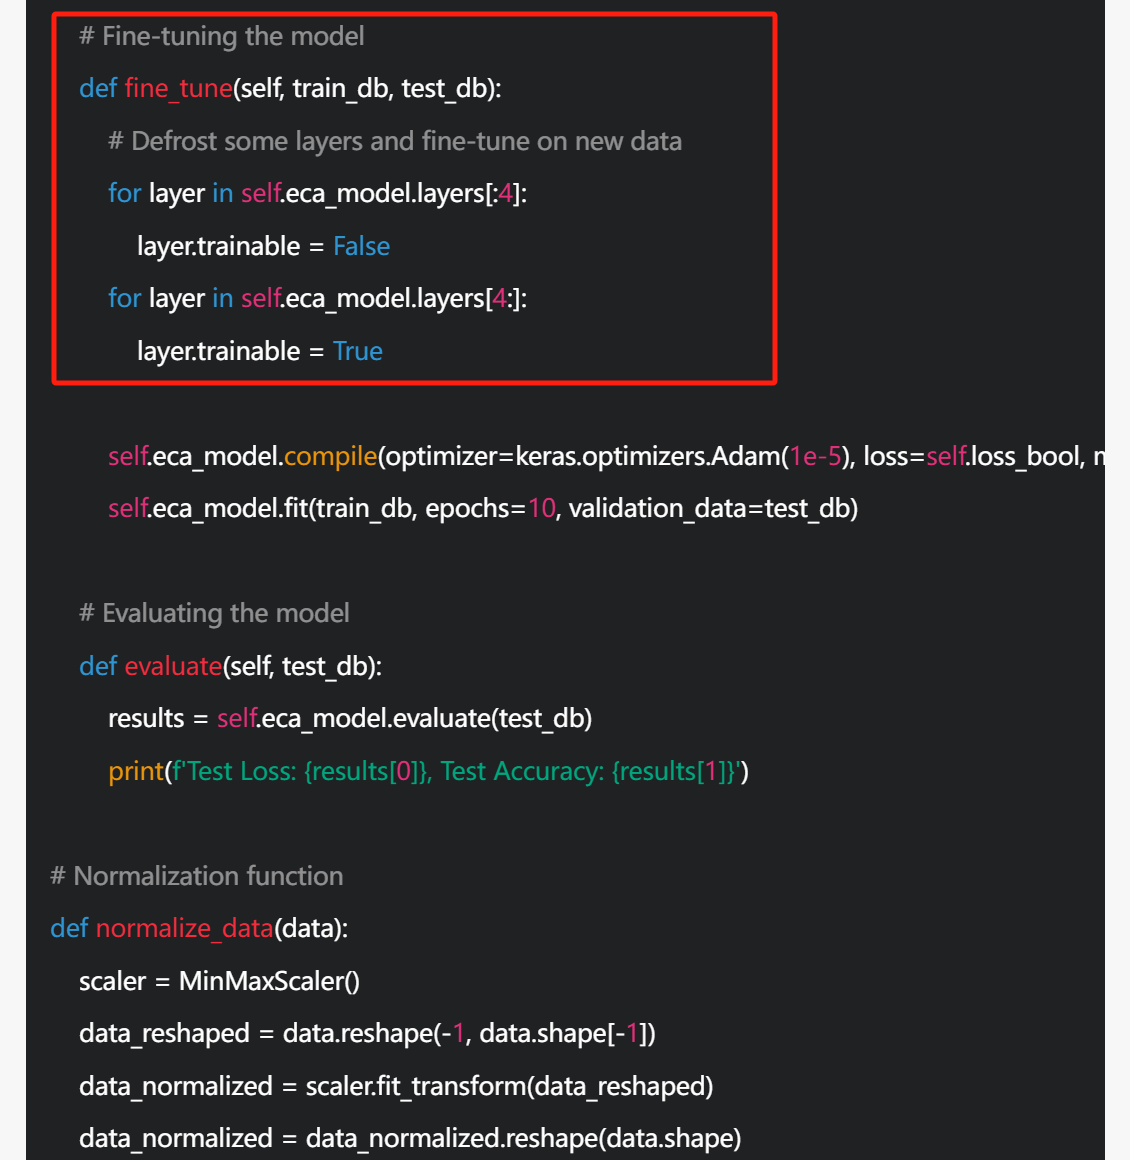 # Fine-tuning the model
def fine_tune(self, train_db, test_db):
# Defrost some layers and fine-tune on new data
for layer in self.eca_model.layers[:4]:
layer.trainable = False
for layer in self.eca_model.layers[4:]:
layer.trainable = True
self.eca_model.compile(optimizer=keras.optimizers.Adam(1e-5), loss=self.loss_bool,
self.eca_model.fit(train_db, epochs=10, validation_data=test_db)
# Evaluating the model
def evaluate(self, test_db):
results = self.eca_model.evaluate(test_db)
print(f'Test Loss: {results[0]}, Test Accuracy: {results[1]}')
# Normalization function
def normalize_data(data):
scaler = MinMaxScaler()
data_reshaped = data.reshape(-1, data.shape[-1])
data_normalized = scaler.fit_transform(data_reshaped)
data_normalized = data_normalized.reshape(data.shape)